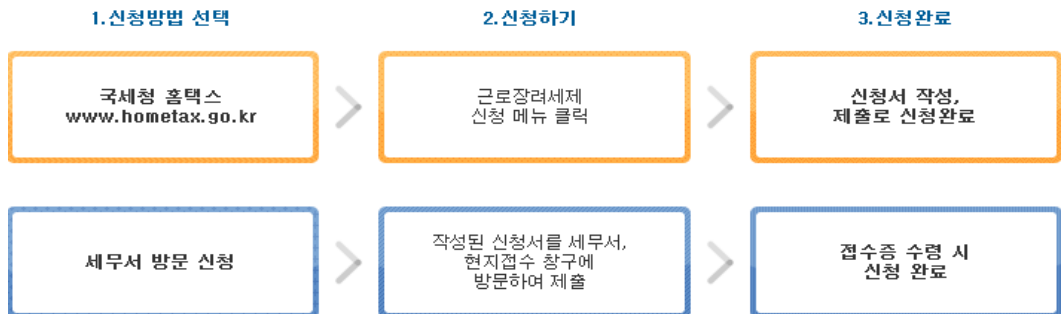 1.신청방법 선택
2.신청하기
3.신청완료
국세청 홈택스
www.hometax.go.kr
근로장려세제
신청 메뉴 클릭
신청서 작성,
제출로 신청완료
세무서 방문 신청
작성된 신청서를 세무서,
현지접수 창구에
방문하여 제출
접수증 수령 시
신청 완료